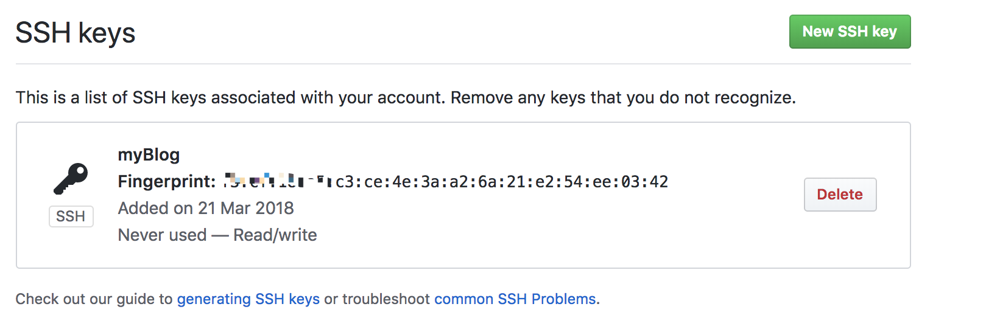 SSH keys
New SSH key
This is a list of SSH keys associated with your account. Remove any keys that you do not recognize.
myBlog
Fingerprint: c3:ce:4e:3a:a2:6a:21:e2:54:ee:03:42
Added on 21 Mar 2018
Never used — Read/write
SSH
Delete
Check out our guide to generating SSH keys or troubleshoot common SSH Problems.